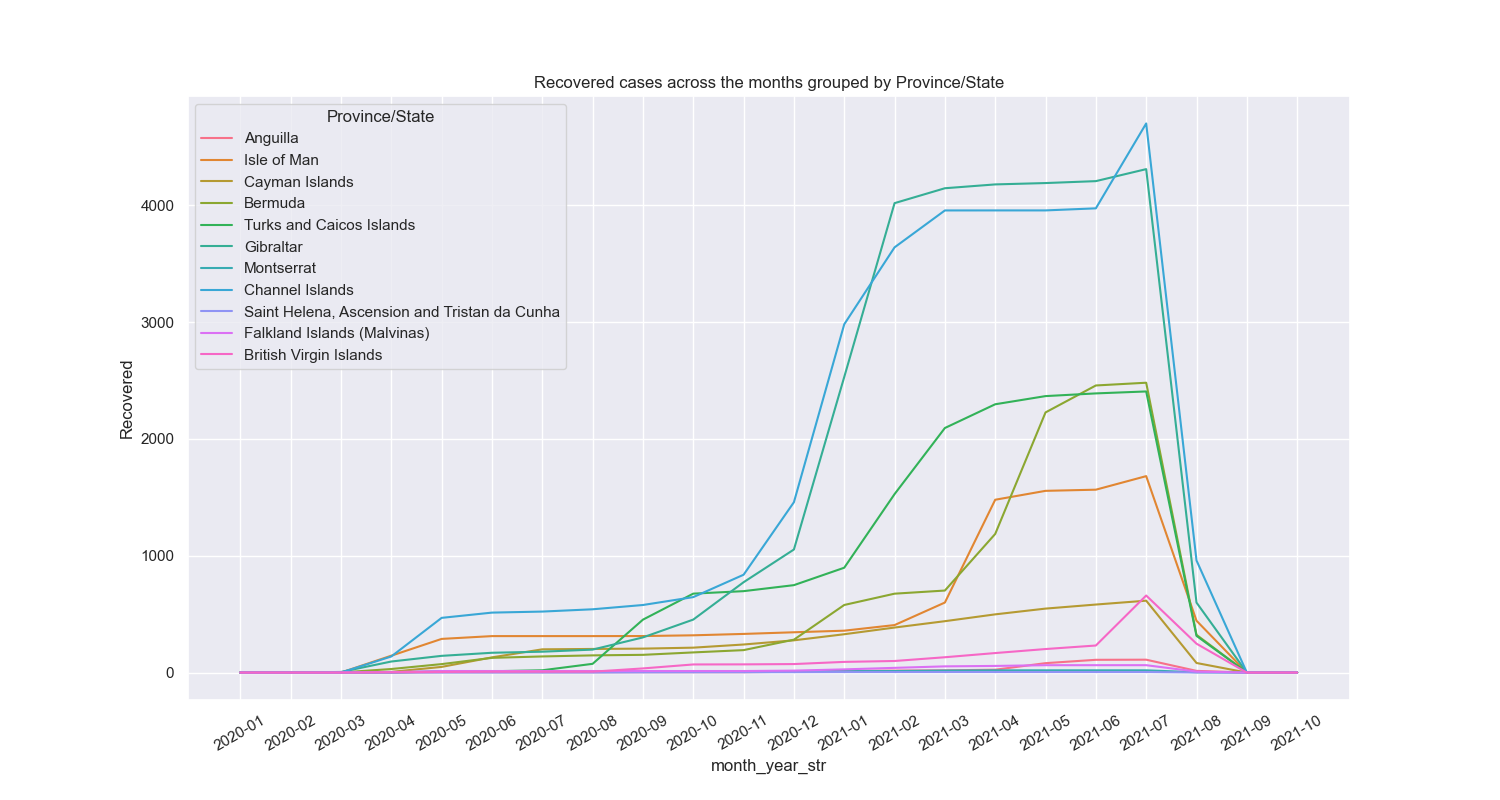 Recovered cases across the months grouped by Province/State
Province/State
Anguilla
Isle of Man
Cayman Islands
Bermuda
Turks and Caicos Islands
Gibraltar
Montserrat
Channel Islands
Saint Helena, Ascension and Tristan da Cunha
Falkland Islands (Malvinas)
British Virgin Islands
Recovered
4000
3000
2000
1000
0
2020-01
2020-02
2020-03
2020-04
2020-05
2020-06
2020-07
2020-08
2020-09
2020-10
2020-11
2020-12
2021-01
2021-02
2021-03
2021-04
2021-05
2021-06
2021-07
2021-08
2021-09
2021-10
month_year_str